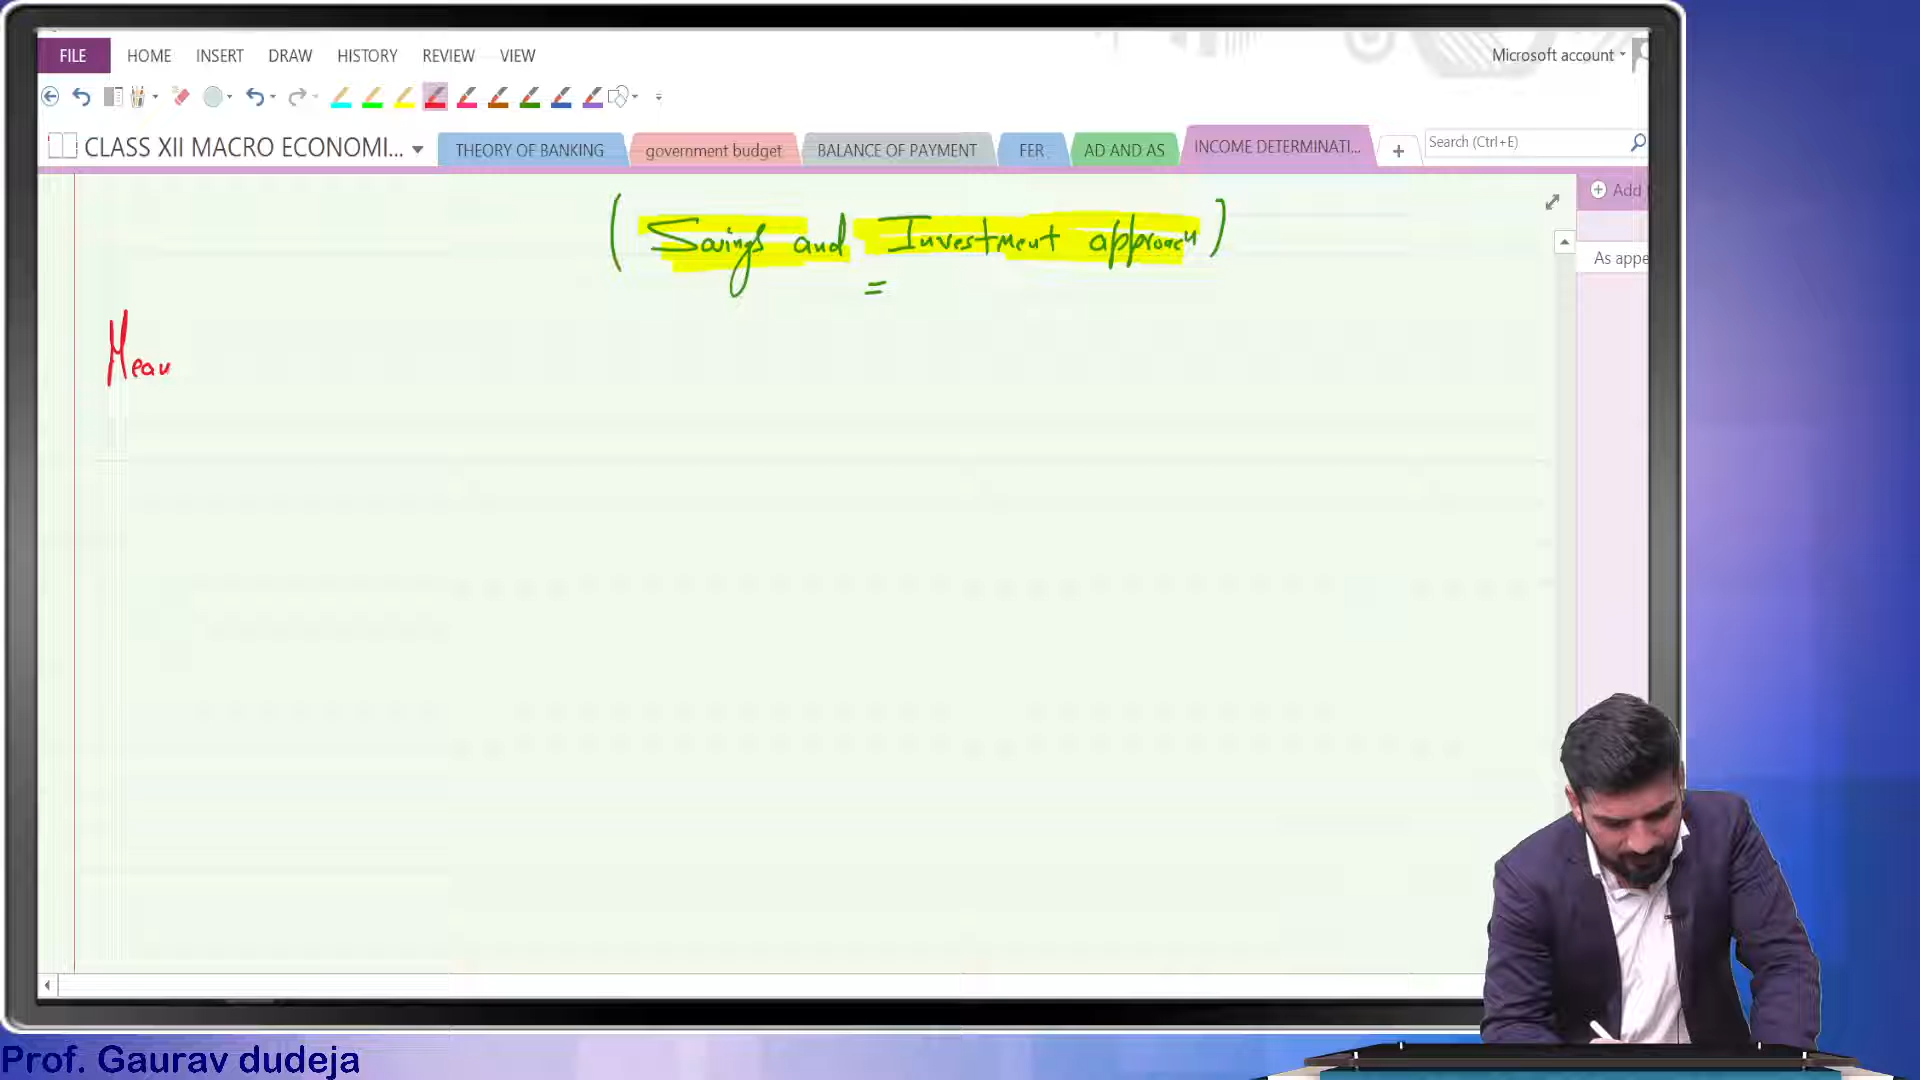 FILE HOME INSERT DRAW HISTORY REVIEW VIEW Microsoft account
CLASS XII MACRO ECONOMI... THEORY OF BANKING government budget BALANCE OF PAYMENT FER AD AND AS INCOME DETERMINATI... + Search (Ctrl+E)
Add
(Savings and Investment approach)
=
As appe
Mean
Prof. Gaurav dudeja